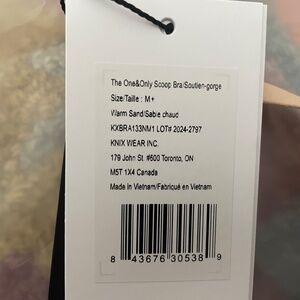 The One&Only Scoop Bra/Soutien-gorge
Size/Taille : M+
Warm Sand/Sable chaud
KXBRA133NM1 LOT# 2024-2797
KNIX WEAR INC.
179 John St. #600 Toronto, ON
M5T 1X4 Canada
Made In Vietnam/Fabriqué en Vietnam
8 43676 30538 9